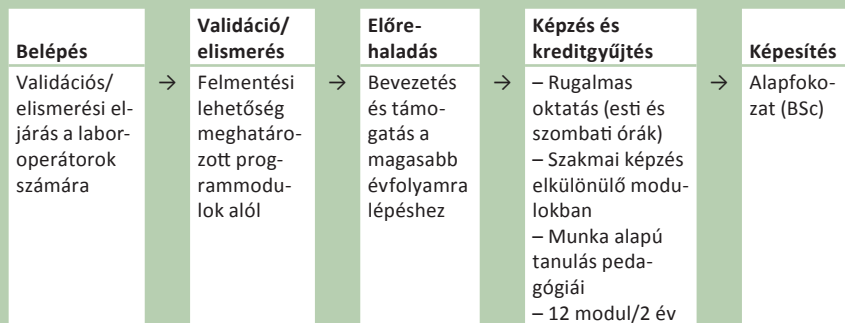 Belépés
Validációs/
elismerési el-
járás a labor-
operátorok
számára
→
Validáció/
elismerés
Felmentési
lehetőség
meghatáro-
zott prog-
rammodu-
lok alól
→
Előre-
haladás
Bevezetés
és támo-
gatás a
magasabb
évfolyamra
lépéshez
→
Képzés és
kreditgyűjtés
– Rugalmas
oktatás (esti és
szombati órák)
– Szakmai képzés
elkülönülő modu-
lokban
– Munka alapú
tanulás peda-
gógiái
– 12 modul/2 év
→
Képesítés
Alapfoko-
zat (BSc)